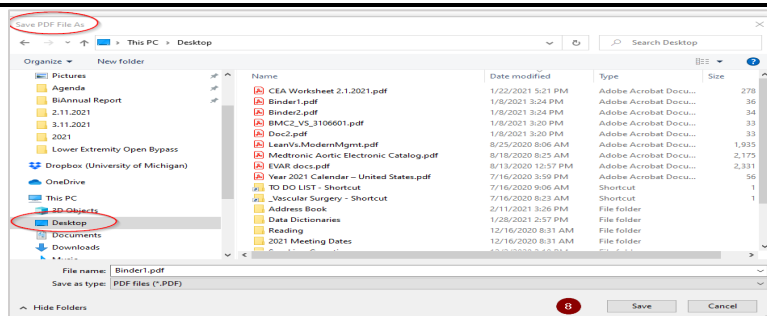 Save PDF File As
This PC > Desktop
Search Desktop
Organize
New folder
Pictures
Agenda
BiAnnual Report
2.11.2021
3.11.2021
2021
Lower Extremity Open Bypass
Dropbox (University of Michigan)
OneDrive
This PC
3D Objects
Desktop
Documents
Downloads
Music
Name Date modified Type Size
CEA Worksheet 2.1.2021.pdf 1/22/2021 5:21 PM Adobe Acrobat Docu... 278
Binder1.pdf 1/8/2021 3:24 PM Adobe Acrobat Docu... 36
Binder2.pdf 1/8/2021 3:24 PM Adobe Acrobat Docu... 34
BMC2_VS_3106601.pdf 1/8/2021 3:20 PM Adobe Acrobat Docu... 33
Doc2.pdf 1/8/2021 3:20 PM Adobe Acrobat Docu... 33
LeanVs.ModernMgmt.pdf 8/25/2020 8:06 AM Adobe Acrobat Docu... 1,935
Medtronic Aortic Electronic Catalog.pdf 8/18/2020 8:25 AM Adobe Acrobat Docu... 2,175
EVAR docs.pdf 8/13/2020 12:57 PM Adobe Acrobat Docu... 2,331
Year 2021 Calendar – United States.pdf 7/16/2020 3:59 PM Adobe Acrobat Docu... 56
TO DO LIST - Shortcut 7/16/2020 9:06 AM Shortcut 1
_Vascular Surgery - Shortcut 7/16/2020 8:23 AM Shortcut 1
Address Book 2/11/2021 3:26 PM File folder
Data Dictionaries 1/28/2021 2:57 PM File folder
Reading 12/16/2020 8:31 AM File folder
2021 Meeting Dates 12/16/2020 8:31 AM File folder
File name: Binder1.pdf
Save as type: PDF files (*.PDF)
Hide Folders
8
Save
Cancel